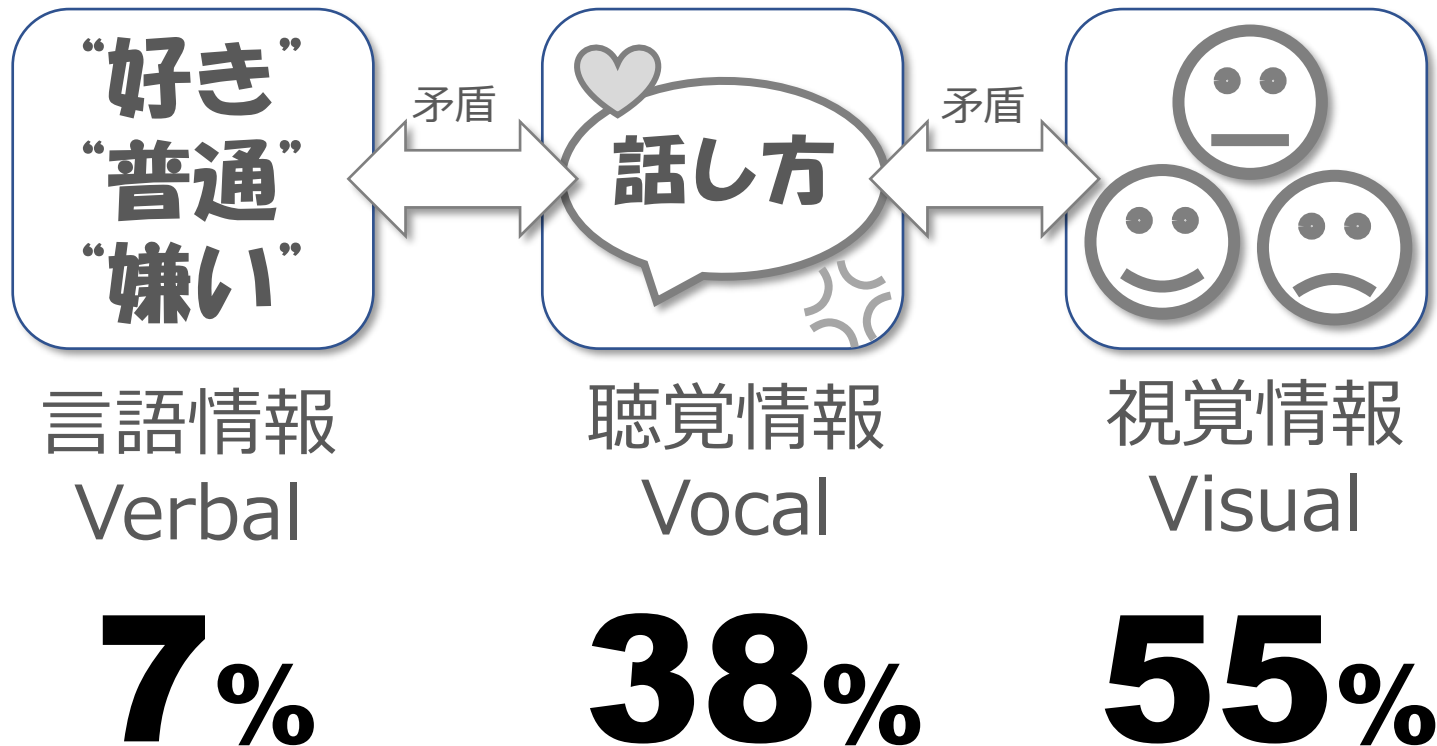 “好き”
“普通”
“嫌い”
矛盾
話し方
矛盾
言語情報
Verbal
聴覚情報
Vocal
視覚情報
Visual
7%
38%
55%